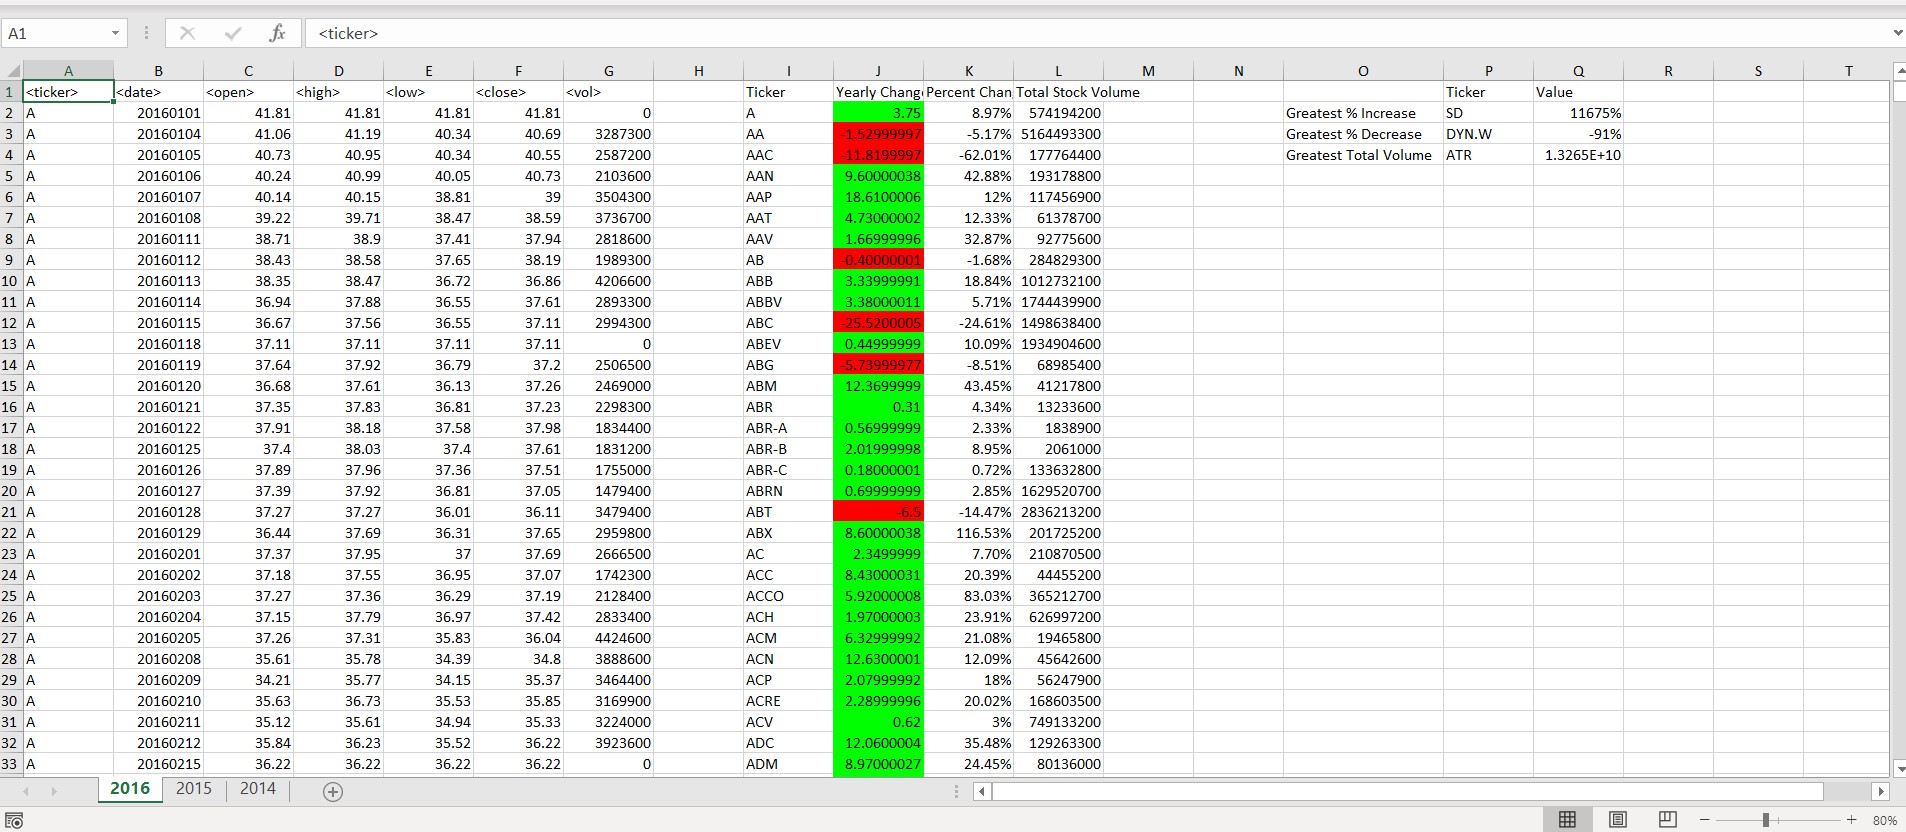 A1 fx <ticker>
A B C D E F G H I J K L M N O P Q R S T
1 <ticker> <date> <open> <high> <low> <close> <vol> Ticker Yearly Chang Percent Chan Total Stock Volume Ticker Value
2 A 20160101 41.81 41.81 41.81 41.81 0 A 3.75 8.97% 574194200 Greatest % Increase SD 11675%
3 A 20160104 41.06 41.19 40.34 40.69 3287300 AA -1.52999997 -5.17% 5164493300 Greatest % Decrease DYN.W -91%
4 A 20160105 40.73 40.95 40.34 40.55 2587200 AAC -11.8199997 -62.01% 177764400 Greatest Total Volume ATR 1.3265E+10
5 A 20160106 40.24 40.99 40.05 40.73 2103600 AAN 9.60000038 42.88% 193178800
6 A 20160107 40.14 40.15 38.81 39 3504300 AAP 18.6100006 12% 117456900
7 A 20160108 39.22 39.71 38.47 38.59 3736700 AAT 4.73000002 12.33% 61378700
8 A 20160111 38.71 38.9 37.41 37.94 2818600 AAV 1.66999996 32.87% 92775600
9 A 20160112 38.43 38.58 37.65 38.19 1989300 AB -0.40000001 -1.68% 284829300
10 A 20160113 38.35 38.47 36.72 36.86 4206600 ABB 3.33999991 18.84% 1012732100
11 A 20160114 36.94 37.88 36.55 37.61 2893300 ABBV 3.38000011 5.71% 1744439900
12 A 20160115 36.67 37.56 36.55 37.11 2994300 ABC -25.5200005 -24.61% 1498638400
13 A 20160118 37.11 37.11 37.11 37.11 0 ABEV 0.44999999 10.09% 1934904600
14 A 20160119 37.64 37.92 36.79 37.2 2506500 ABG -5.73999977 -8.51% 68985400
15 A 20160120 36.68 37.61 36.13 37.26 2469000 ABM 12.3699999 43.45% 41217800
16 A 20160121 37.35 37.83 36.81 37.23 2298300 ABR 0.31 4.34% 13233600
17 A 20160122 37.91 38.18 37.58 37.98 1834400 ABR-A 0.56999999 2.33% 1838900
18 A 20160125 37.4 38.03 37.4 37.61 1831200 ABR-B 2.01999998 8.95% 2061000
19 A 20160126 37.89 37.96 37.36 37.51 1755000 ABR-C 0.18000001 0.72% 133632800
20 A 20160127 37.39 37.92 36.81 37.05 1479400 ABRN 0.69999999 2.85% 1629520700
21 A 20160128 37.27 37.27 36.01 36.11 3479400 ABT -6.5 -14.47% 2836213200
22 A 20160129 36.44 37.69 36.31 37.65 2959800 ABX 8.60000038 116.53% 201725200
23 A 20160201 37.37 37.95 37 37.69 2666500 AC 2.3499999 7.70% 210870500
24 A 20160202 37.18 37.55 36.95 37.07 1742300 ACC 8.43000031 20.39% 44455200
25 A 20160203 37.27 37.36 36.29 37.19 2128400 ACCO 5.92000008 83.03% 365212700
26 A 20160204 37.15 37.79 36.97 37.42 2833400 ACH 1.97000003 23.91% 626997200
27 A 20160205 37.26 37.31 35.83 36.04 4424600 ACM 6.32999992 21.08% 19465800
28 A 20160208 35.61 35.78 34.39 34.8 3888600 ACN 12.6300001 12.09% 45642600
29 A 20160209 34.21 35.77 34.15 35.37 3464400 ACP 2.07999992 18% 56247900
30 A 20160210 35.63 36.73 35.53 35.85 3169900 ACRE 2.28999996 20.02% 168603500
31 A 20160211 35.12 35.61 34.94 35.33 3224000 ACV 0.62 3% 749133200
32 A 20160212 35.84 36.23 35.52 36.22 3923600 ADC 12.0600004 35.48% 129263300
33 A 20160215 36.22 36.22 36.22 36.22 0 ADM 8.97000027 24.45% 80136000
2016 2015 2014
80%